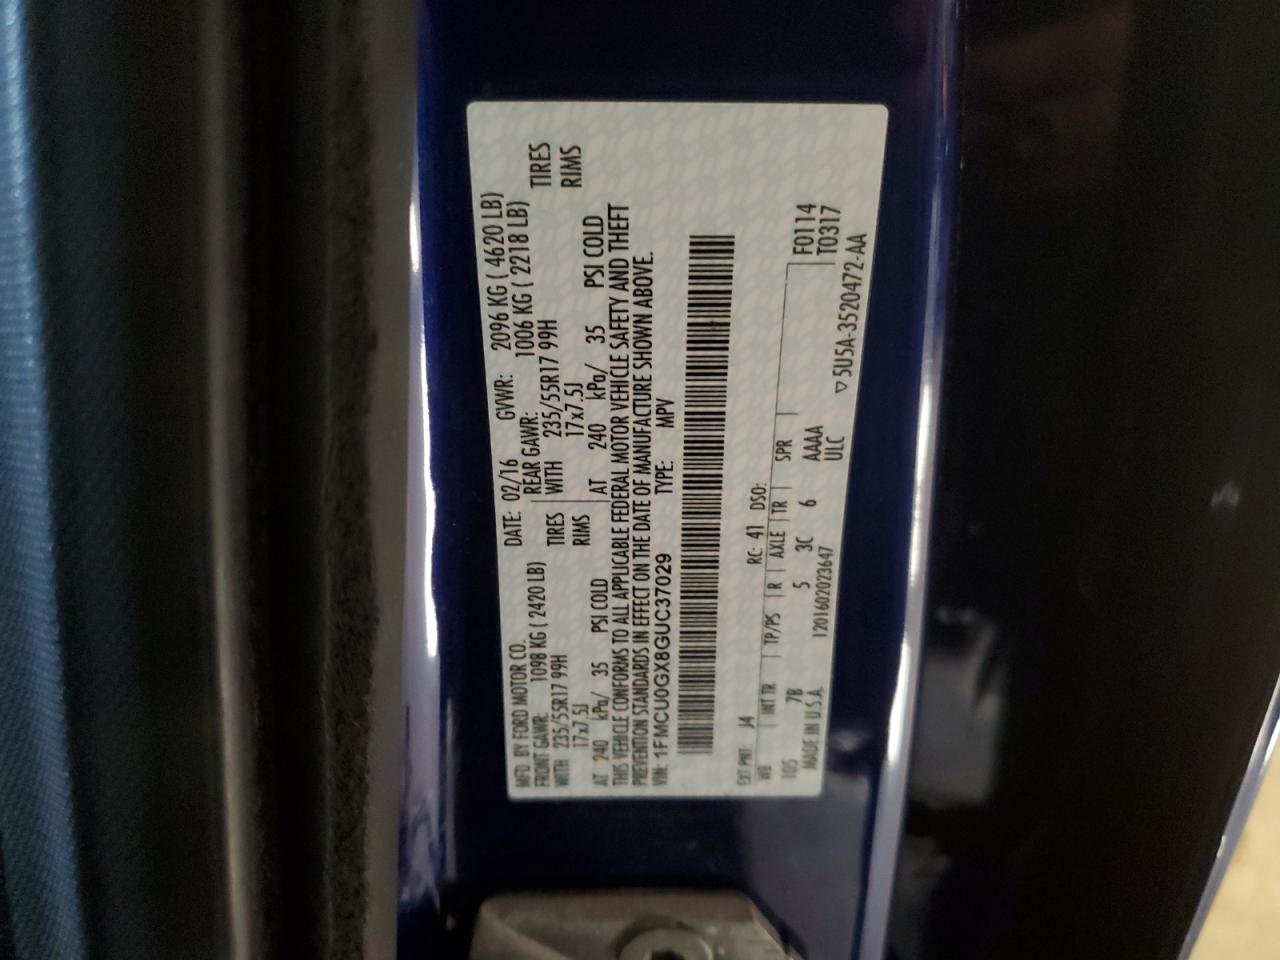 MFD. BY FORD MOTOR CO.
DATE: 02/16 GVWR: 2096 KG ( 4620 LB)
FRONT GAWR: 1098 KG ( 2420 LB) REAR GAWR: 1006 KG ( 2218 LB)
WITH 235/55R17 99H TIRES WITH 235/55R17 99H TIRES
17x7.5J RIMS 17x7.5J RIMS
AT 240 kPa/ 35 PSI COLD AT 240 kPa/ 35 PSI COLD
THIS VEHICLE CONFORMS TO ALL APPLICABLE FEDERAL MOTOR VEHICLE SAFETY AND THEFT
PREVENTION STANDARDS IN EFFECT ON THE DATE OF MANUFACTURE SHOWN ABOVE.
VIN: 1FMCU0GX8GUC37029 TYPE: MPV
EXT PNT: J4 RC: 41 DSO:
WB INT TR TP/PS R AXLE TR SPR F0114
105 7B 5 3C 6 AAAA T0317
MADE IN U.S.A. 1201602023647 ULC
▽5U5A-3520472-AA